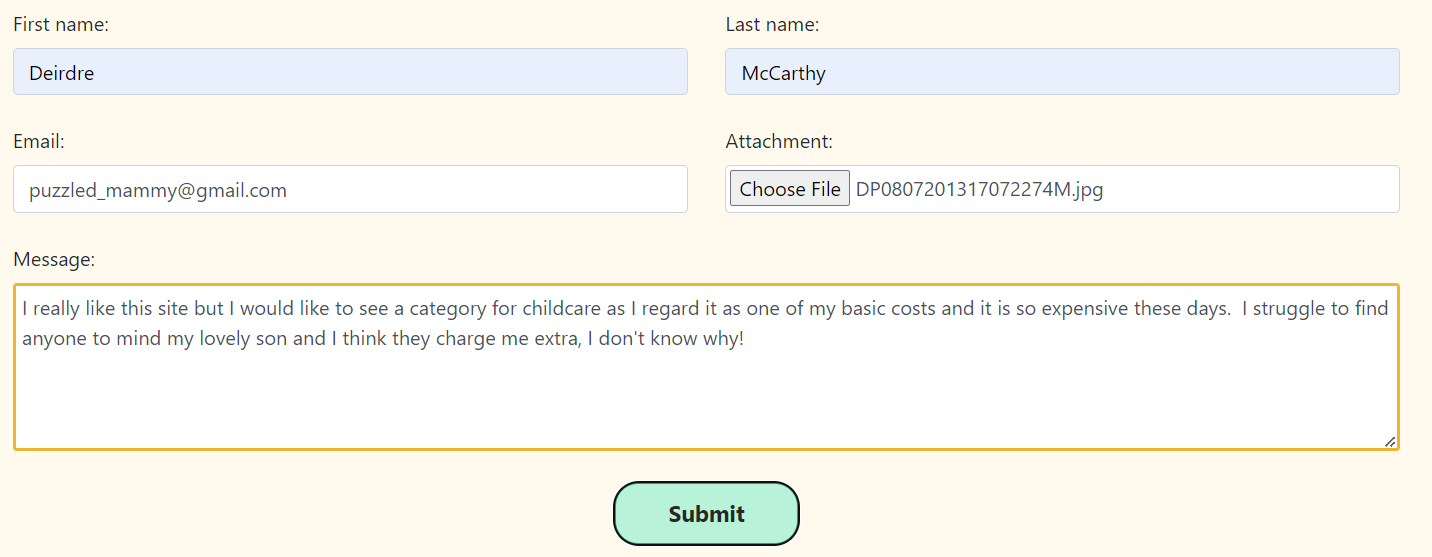 First name:
Last name:
Deirdre
McCarthy
Email:
Attachment:
puzzled_mammy@gmail.com
Choose File DP0807201317072274M.jpg
Message:
I really like this site but I would like to see a category for childcare as I regard it as one of my basic costs and it is so expensive these days.  I struggle to find
anyone to mind my lovely son and I think they charge me extra, I don't know why!
Submit